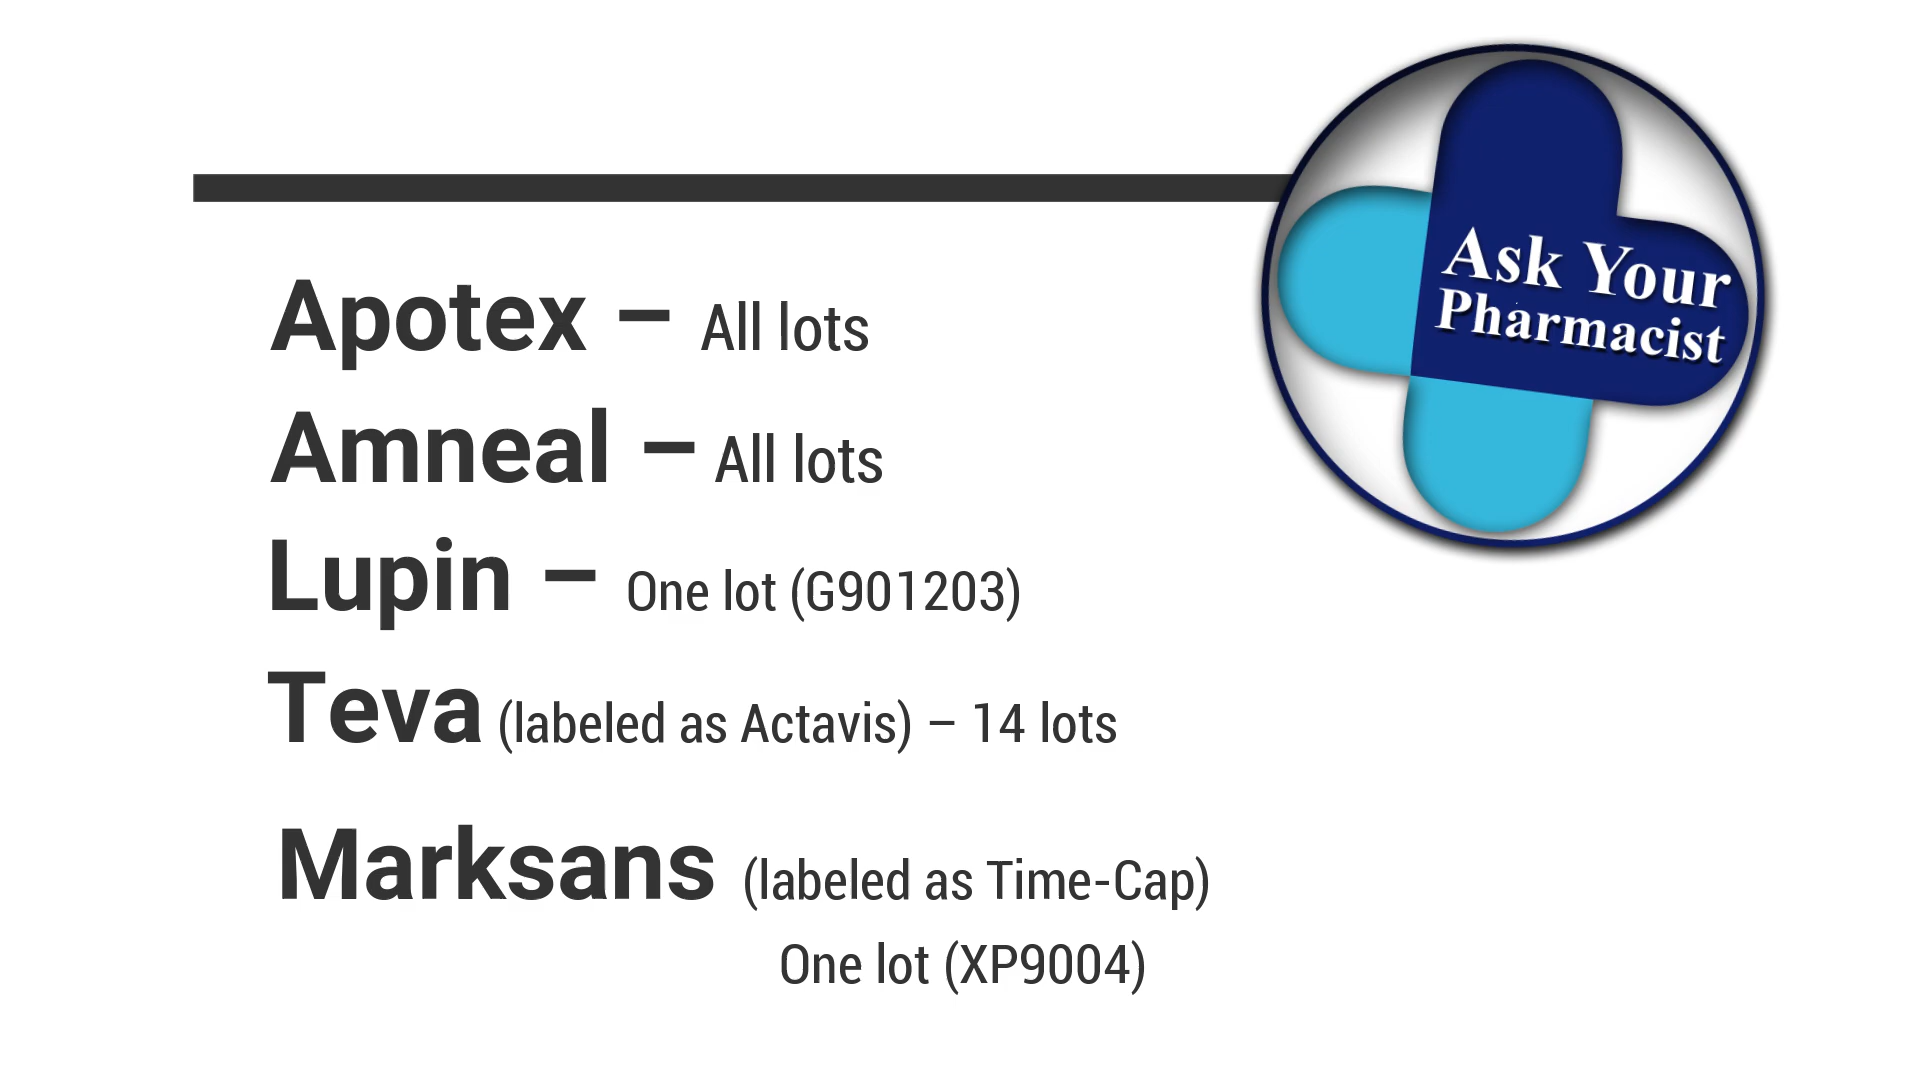 Ask Your
Pharmacist
Apotex – All lots
Amneal – All lots
Lupin – One lot (G901203)
Teva (labeled as Actavis) – 14 lots
Marksans (labeled as Time-Cap)
One lot (XP9004)